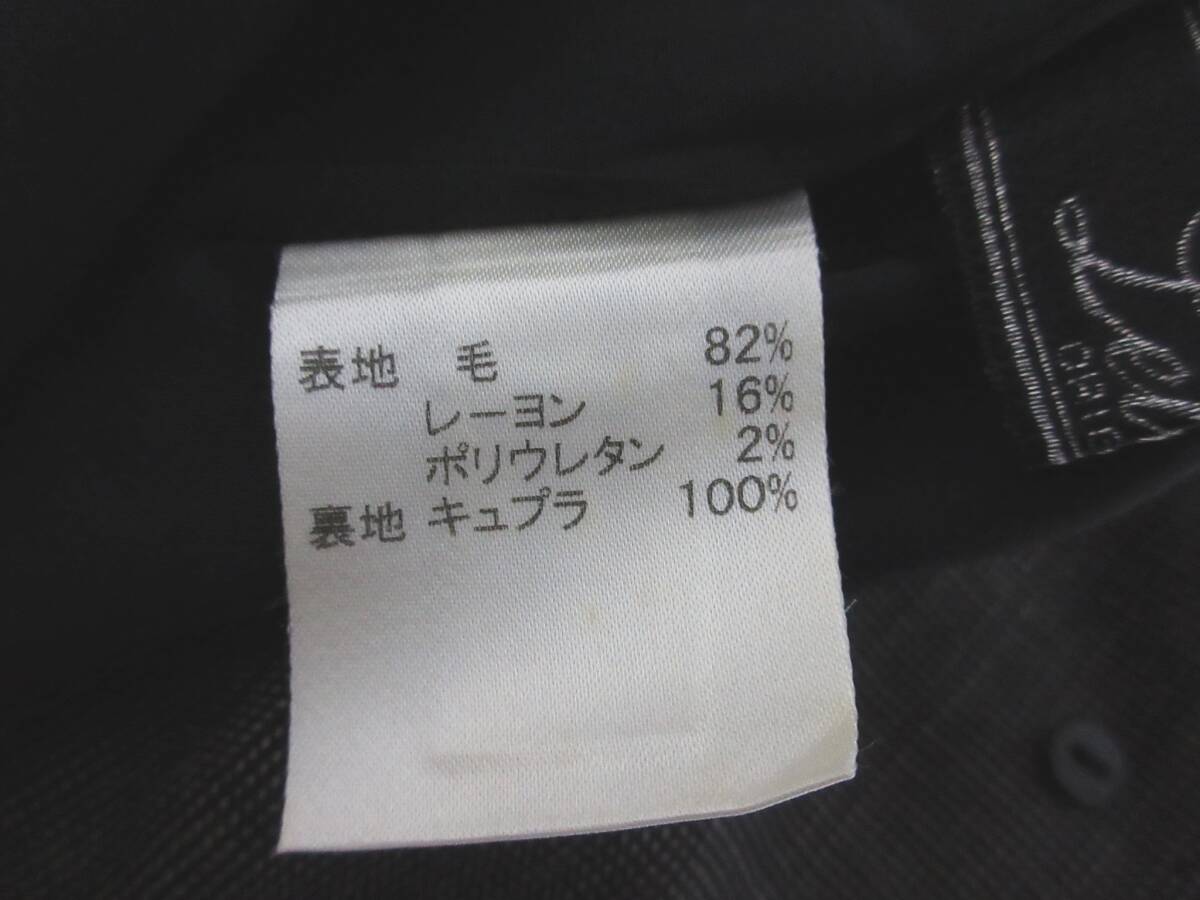 表地 毛 82%
レーヨン 16%
ポリウレタン 2%
裏地 キュプラ 100%